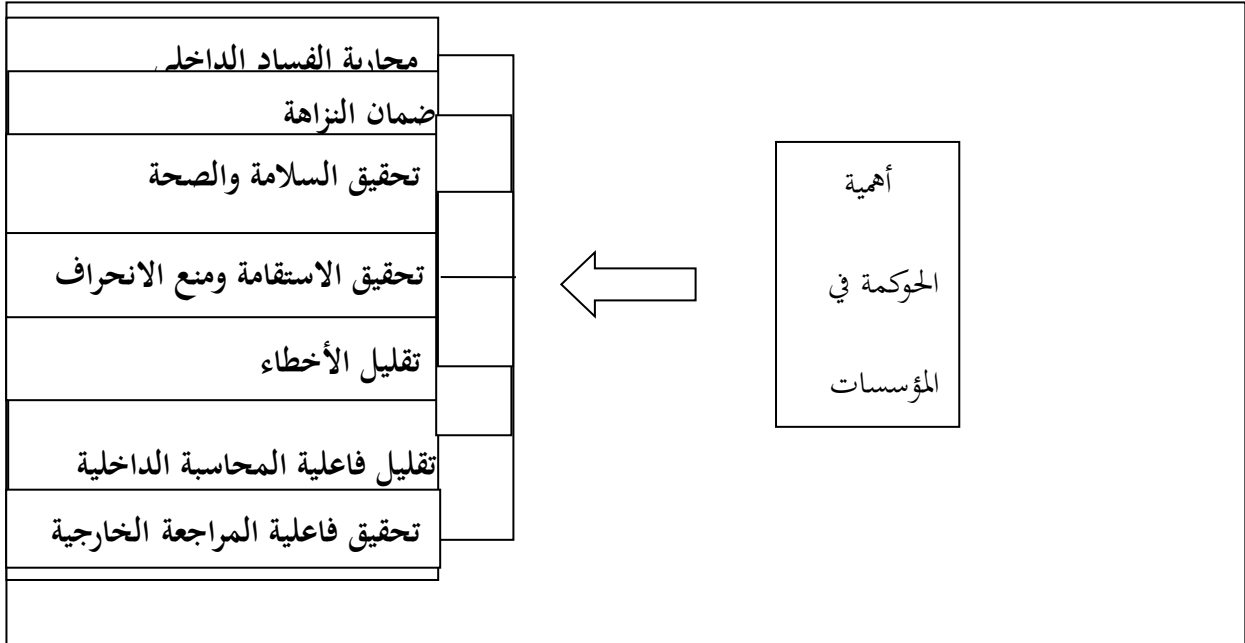 أهمية
الحوكمة في
المؤسسات
محاربة الفساد الداخلي
ضمان النزاهة
تحقيق السلامة والصحة
تحقيق الاستقامة ومنع الانحراف
تقليل الأخطاء
تقليل فاعلية المحاسبة الداخلية
تحقيق فاعلية المراجعة الخارجية